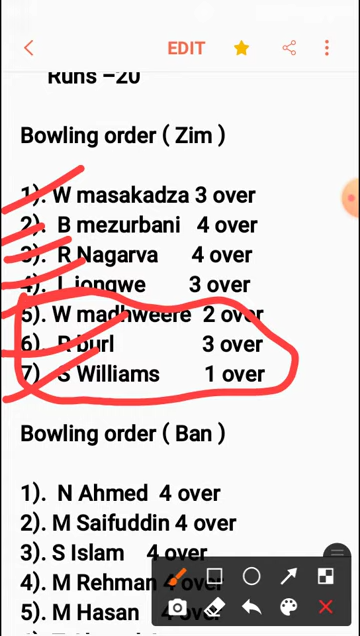 EDIT
Runs –20
Bowling order ( Zim )
1). W masakadza 3 over
2). B mezurbani 4 over
3). R Nagarva 4 over
4). L jongwe 3 over
5). W madhweere 2 over
6). R burl 3 over
7). S Williams 1 over
Bowling order ( Ban )
1). N Ahmed 4 over
2). M Saifuddin 4 over
3). S Islam 4 over
4). M Rehman 4 over
5). M Hasan